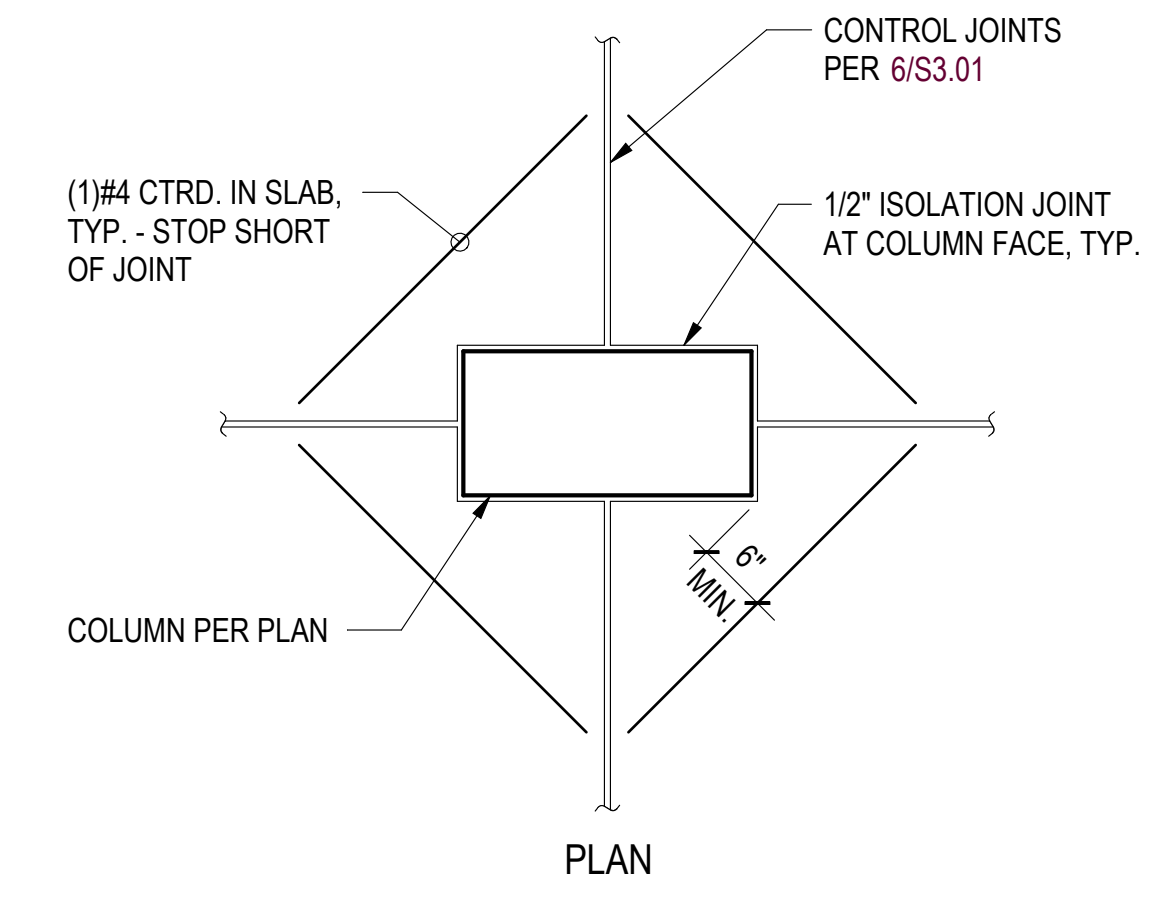 CONTROL JOINTS
PER 6/S3.01
(1)#4 CTRD. IN SLAB,
TYP. - STOP SHORT
OF JOINT
1/2" ISOLATION JOINT
AT COLUMN FACE, TYP.
6"
MIN.
COLUMN PER PLAN
PLAN